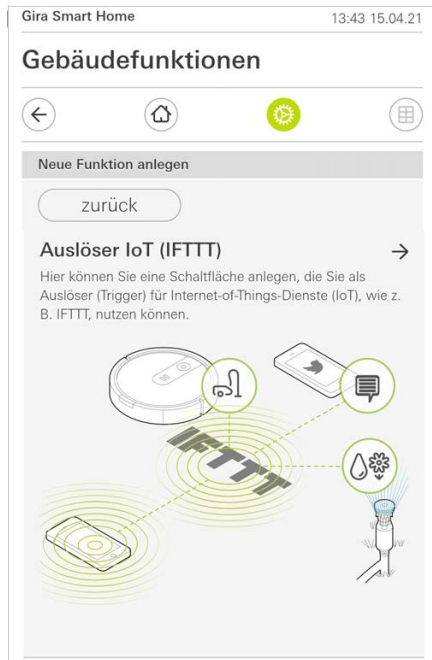 Gira Smart Home 13:43 15.04.21
Gebäudefunktionen
Neue Funktion anlegen
zurück
Auslöser IoT (IFTTT)
Hier können Sie eine Schaltfläche anlegen, die Sie als
Auslöser (Trigger) für Internet-of-Things-Dienste (IoT), wie z.
B. IFTTT, nutzen können.
IFTTT